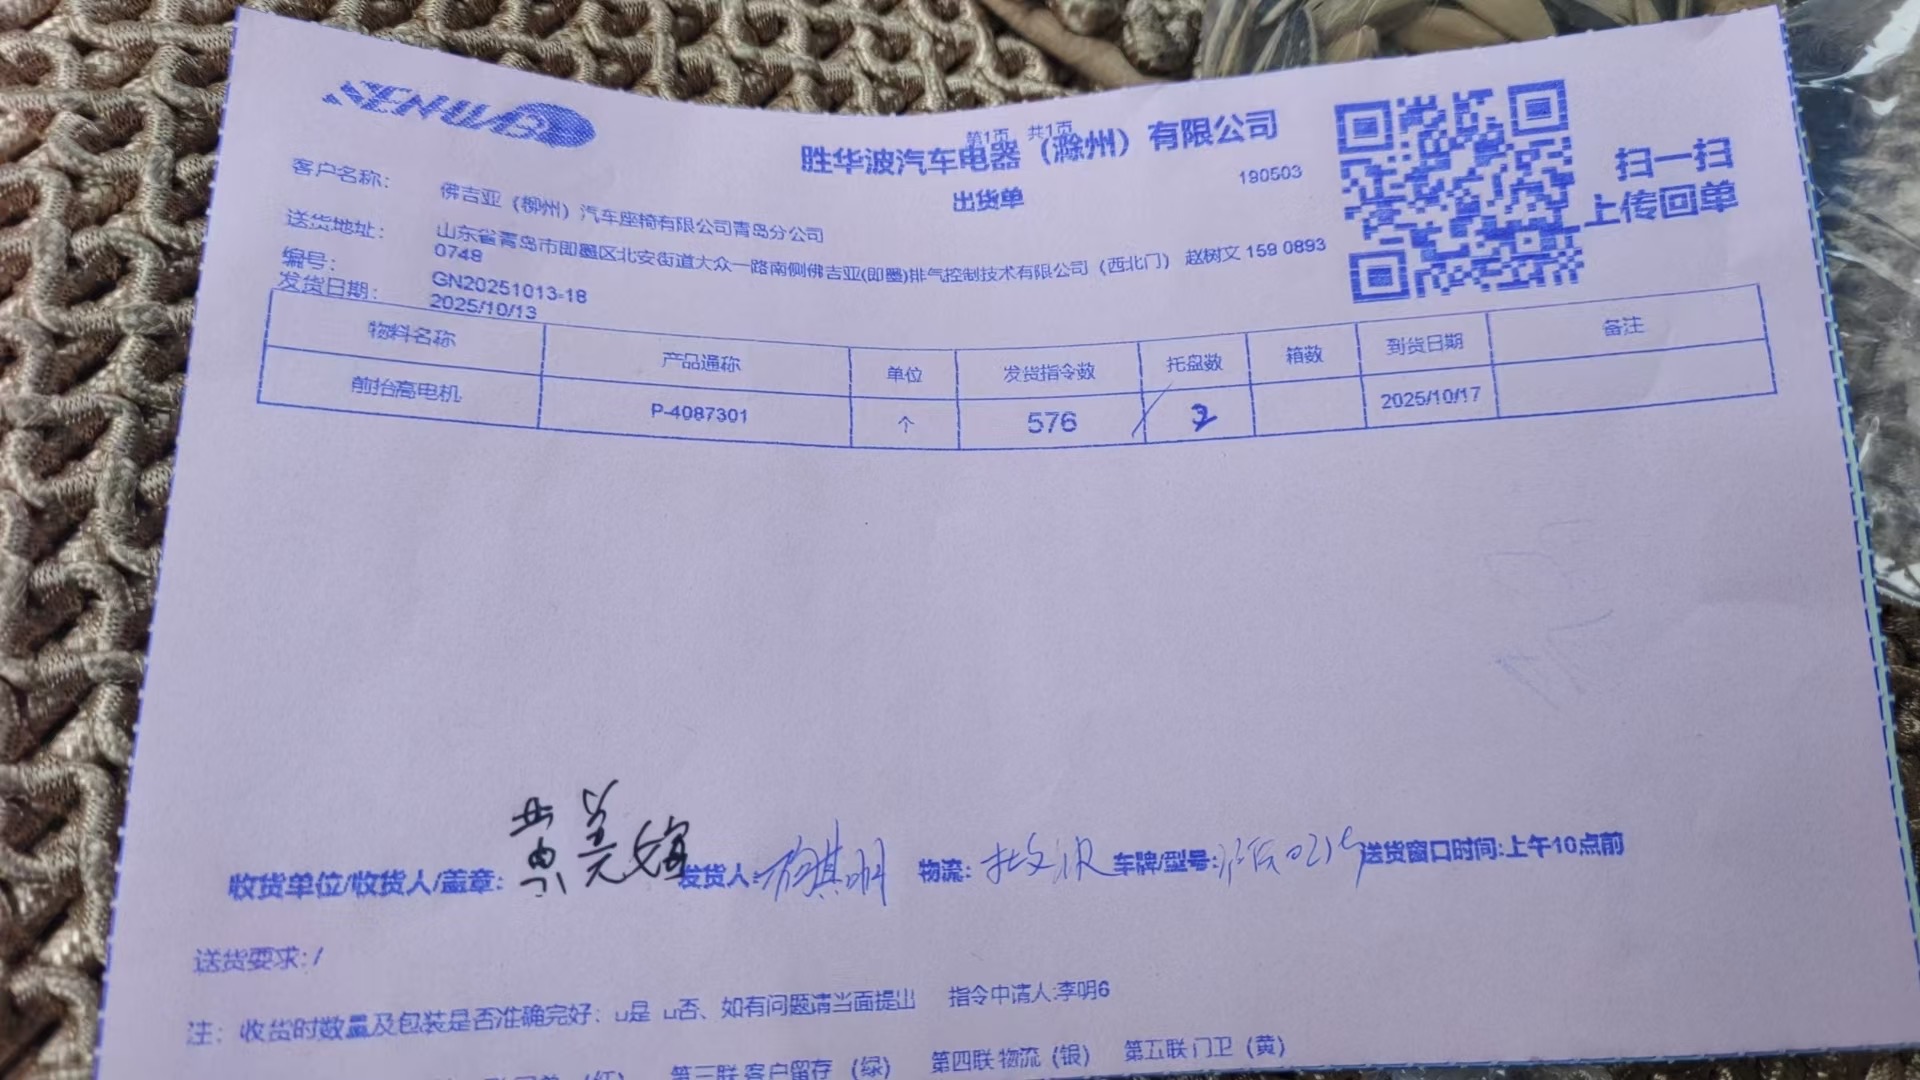 SENHWABO
第1页 共1页
胜华波汽车电器（滁州）有限公司
出货单
190503
扫一扫
上传回单
客户名称： 佛吉亚（柳州）汽车座椅有限公司青岛分公司
送货地址： 山东省青岛市即墨区北安街道大众一路南侧佛吉亚(即墨)排气控制技术有限公司（西北门） 赵树文 159 0893
0748
编号： GN20251013-18
发货日期： 2025/10/13
物料名称 产品通称 单位 发货指令数 托盘数 箱数 到货日期 备注
前抬高电机 P-4087301 个 576 2025/10/17
收货单位/收货人/盖章： 发货人： 物流： 车牌/型号： 送货窗口时间:上午10点前
送货要求: /
注： 收货时数量及包装是否准确完好：u是 u否、如有问题请当面提出 指令申请人:李明6
（红） 第三联 客户留存 （绿） 第四联 物流（银） 第五联 门卫（黄）